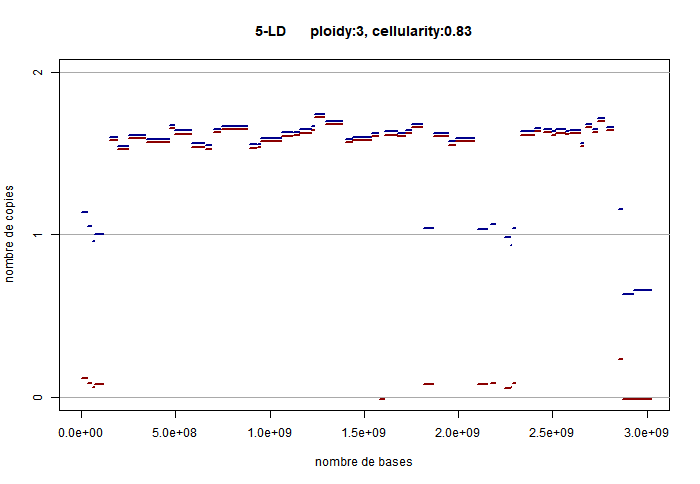 5-LD ploidy:3, cellularity:0.83
nombre de copies
2
1
0
0.0e+00 5.0e+08 1.0e+09 1.5e+09 2.0e+09 2.5e+09 3.0e+09
nombre de bases